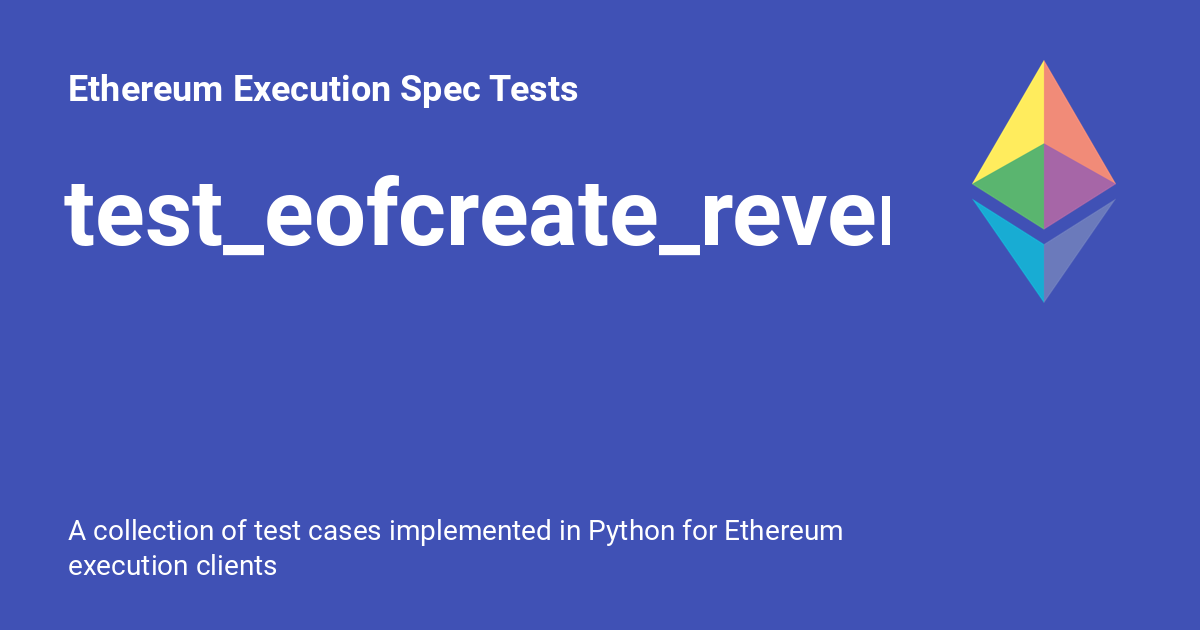 Ethereum Execution Spec Tests
test_eofcreate_reve
A collection of test cases implemented in Python for Ethereum
execution clients